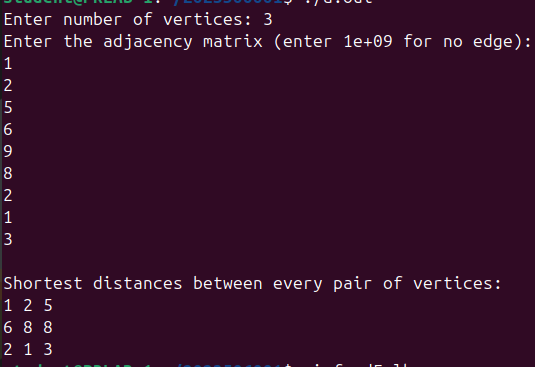 Enter number of vertices: 3
Enter the adjacency matrix (enter 1e+09 for no edge):
1
2
5
6
9
8
2
1
3
Shortest distances between every pair of vertices:
1 2 5
6 8 8
2 1 3